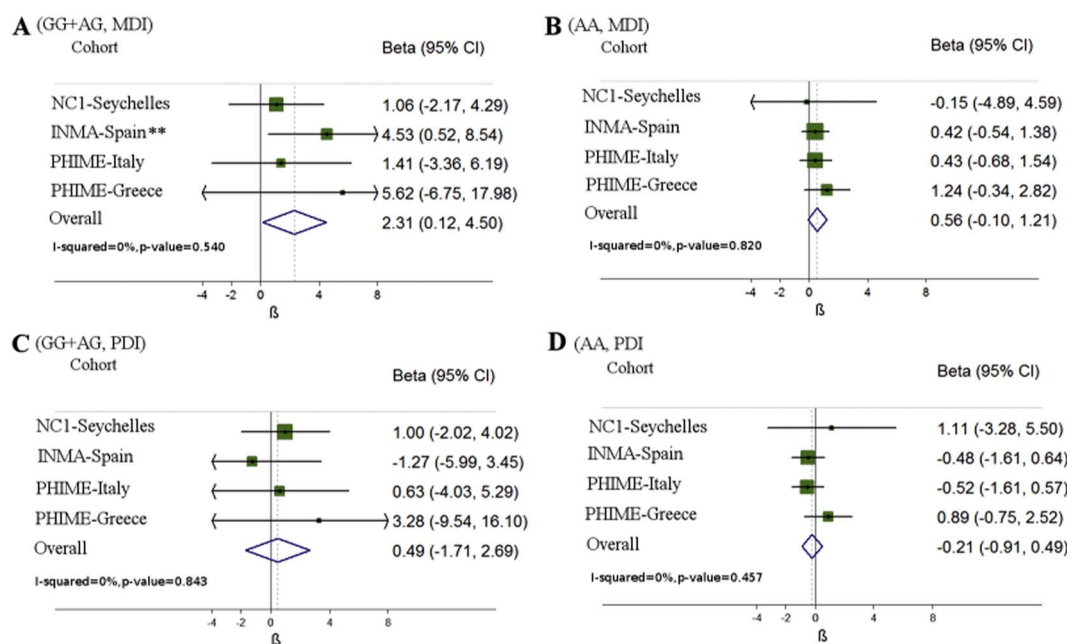 A (GG+AG, MDI)
Cohort
Beta (95% CI)
NC1-Seychelles 1.06 (-2.17, 4.29)
INMA-Spain** 4.53 (0.52, 8.54)
PHIME-Italy 1.41 (-3.36, 6.19)
PHIME-Greece 5.62 (-6.75, 17.98)
Overall 2.31 (0.12, 4.50)
I-squared=0%,p-value=0.540
-4 -2 0 4 8
ß
B (AA, MDI)
Cohort
Beta (95% CI)
NC1-Seychelles -0.15 (-4.89, 4.59)
INMA-Spain 0.42 (-0.54, 1.38)
PHIME-Italy 0.43 (-0.68, 1.54)
PHIME-Greece 1.24 (-0.34, 2.82)
Overall 0.56 (-0.10, 1.21)
I-squared=0%,p-value=0.820
-4 -2 0 4 8
ß
C (GG+AG, PDI)
Cohort
Beta (95% CI)
NC1-Seychelles 1.00 (-2.02, 4.02)
INMA-Spain -1.27 (-5.99, 3.45)
PHIME-Italy 0.63 (-4.03, 5.29)
PHIME-Greece 3.28 (-9.54, 16.10)
Overall 0.49 (-1.71, 2.69)
I-squared=0%,p-value=0.843
-4 -2 0 4 8
ß
D (AA, PDI
Cohort
Beta (95% CI)
NC1-Seychelles 1.11 (-3.28, 5.50)
INMA-Spain -0.48 (-1.61, 0.64)
PHIME-Italy -0.52 (-1.61, 0.57)
PHIME-Greece 0.89 (-0.75, 2.52)
Overall -0.21 (-0.91, 0.49)
I-squared=0%,p-value=0.457
-4 -2 0 4 8
ß